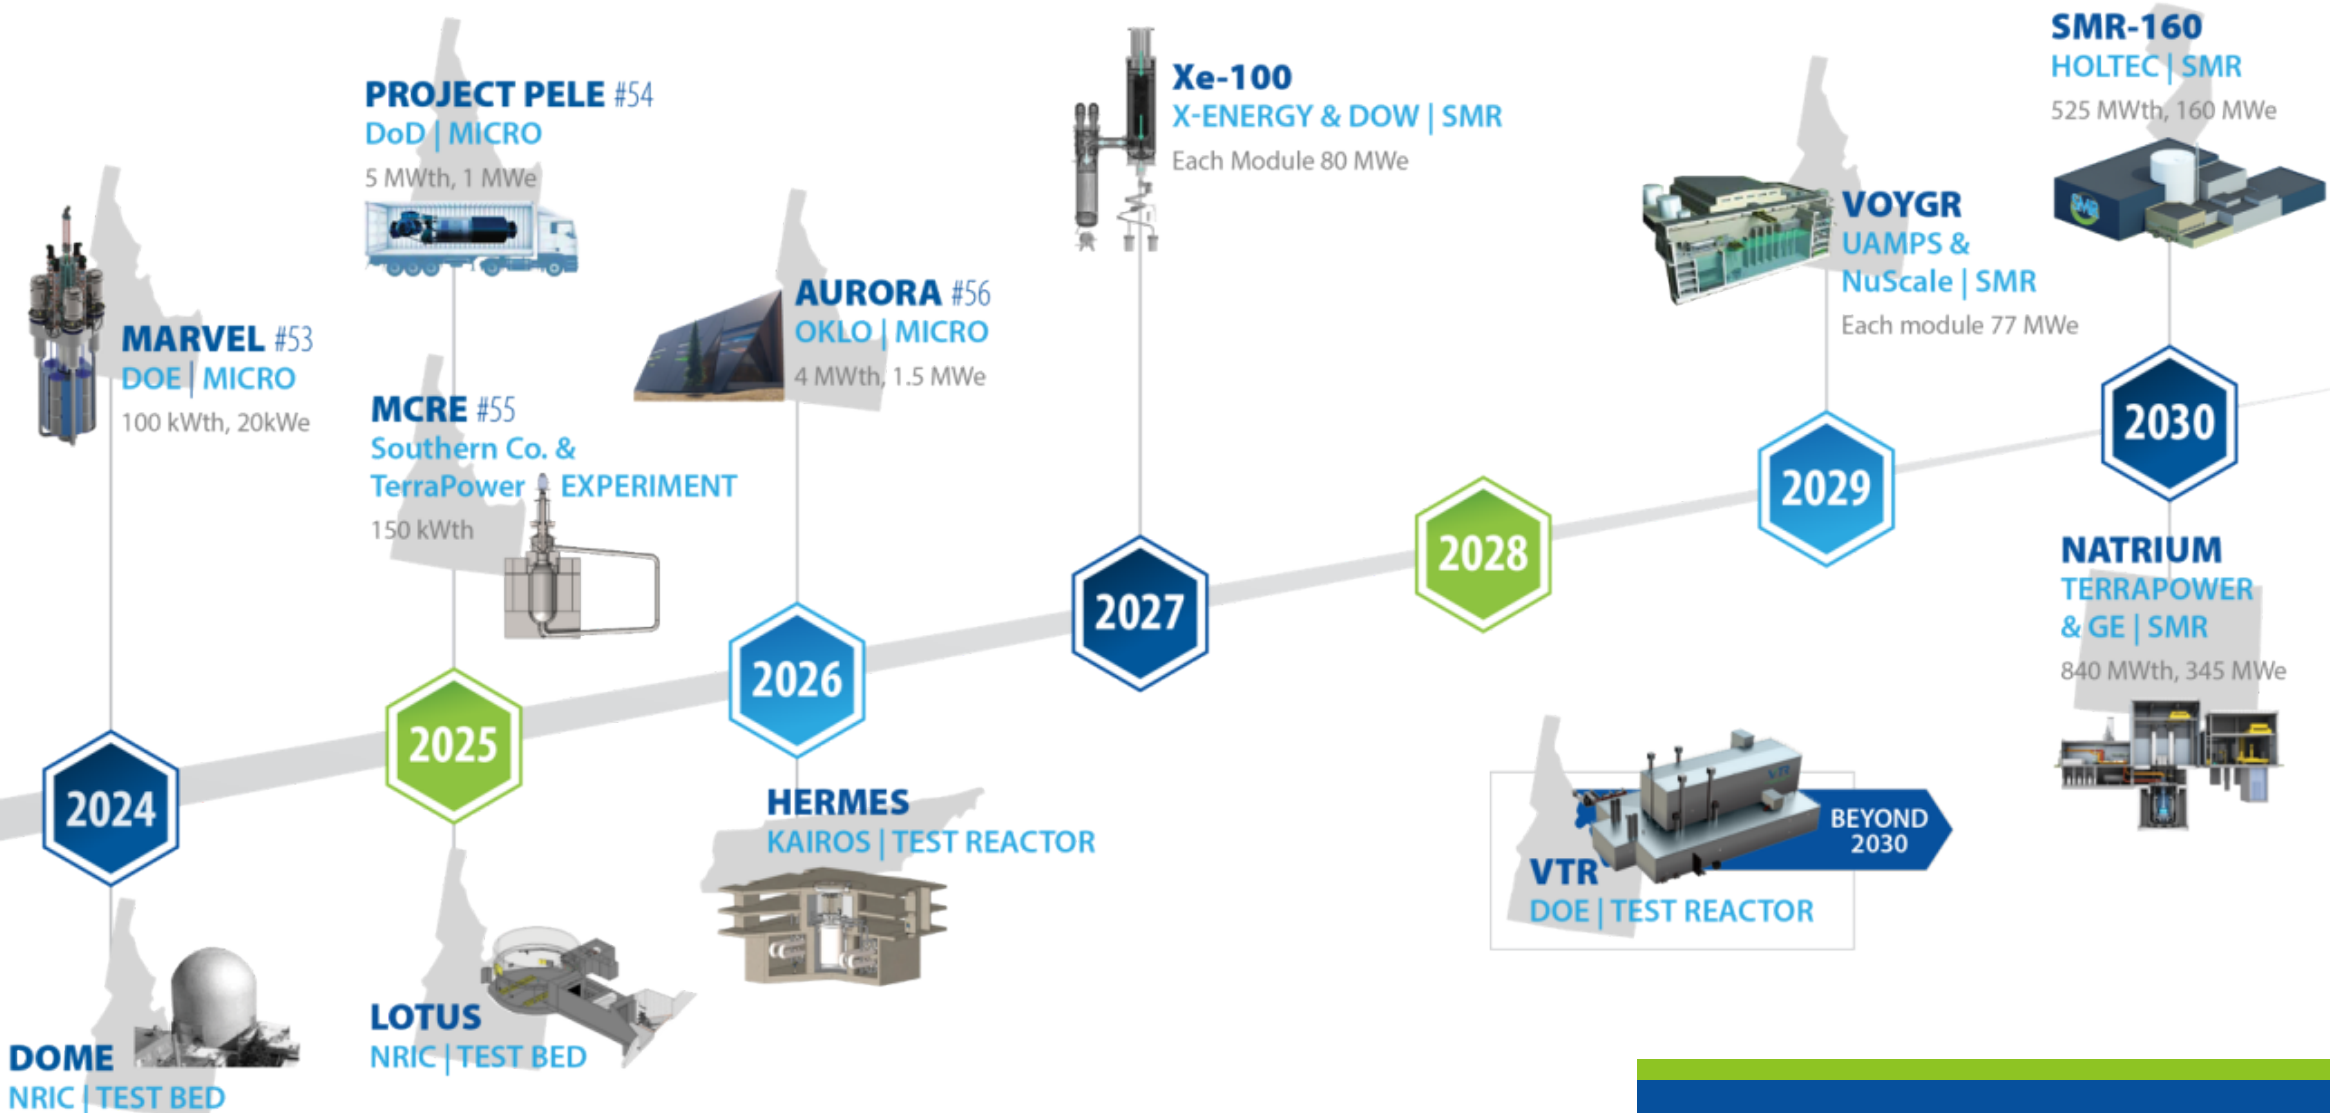 MARVEL #53
DOE | MICRO
100 kWth, 20kWe
2024
DOME
NRIC | TEST BED
PROJECT PELE #54
DoD | MICRO
5 MWth, 1 MWe
MCRE #55
Southern Co. &
TerraPower | EXPERIMENT
150 kWth
2025
LOTUS
NRIC | TEST BED
AURORA #56
OKLO | MICRO
4 MWth, 1.5 MWe
2026
HERMES
KAIROS | TEST REACTOR
Xe-100
X-ENERGY & DOW | SMR
Each Module 80 MWe
2027
2028
VOYGR
UAMPS &
NuScale | SMR
Each module 77 MWe
2029
VTR
BEYOND
2030
VTR
DOE | TEST REACTOR
SMR-160
HOLTEC | SMR
525 MWth, 160 MWe
SMR
2030
NATRIUM
TERRAPOWER
& GE | SMR
840 MWth, 345 MWe